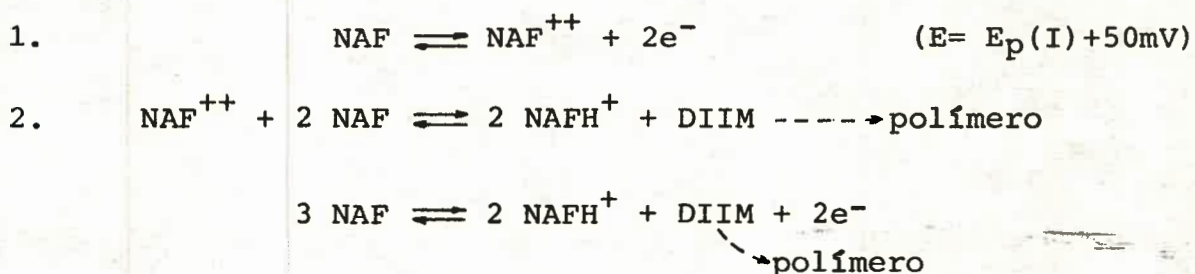 1. NAF ⇌ NAF++ + 2e- (E= Ep(I)+50mV)
2. NAF++ + 2 NAF ⇌ 2 NAFH+ + DIIM ----→polímero
3 NAF ⇌ 2 NAFH+ + DIIM + 2e-
polímero